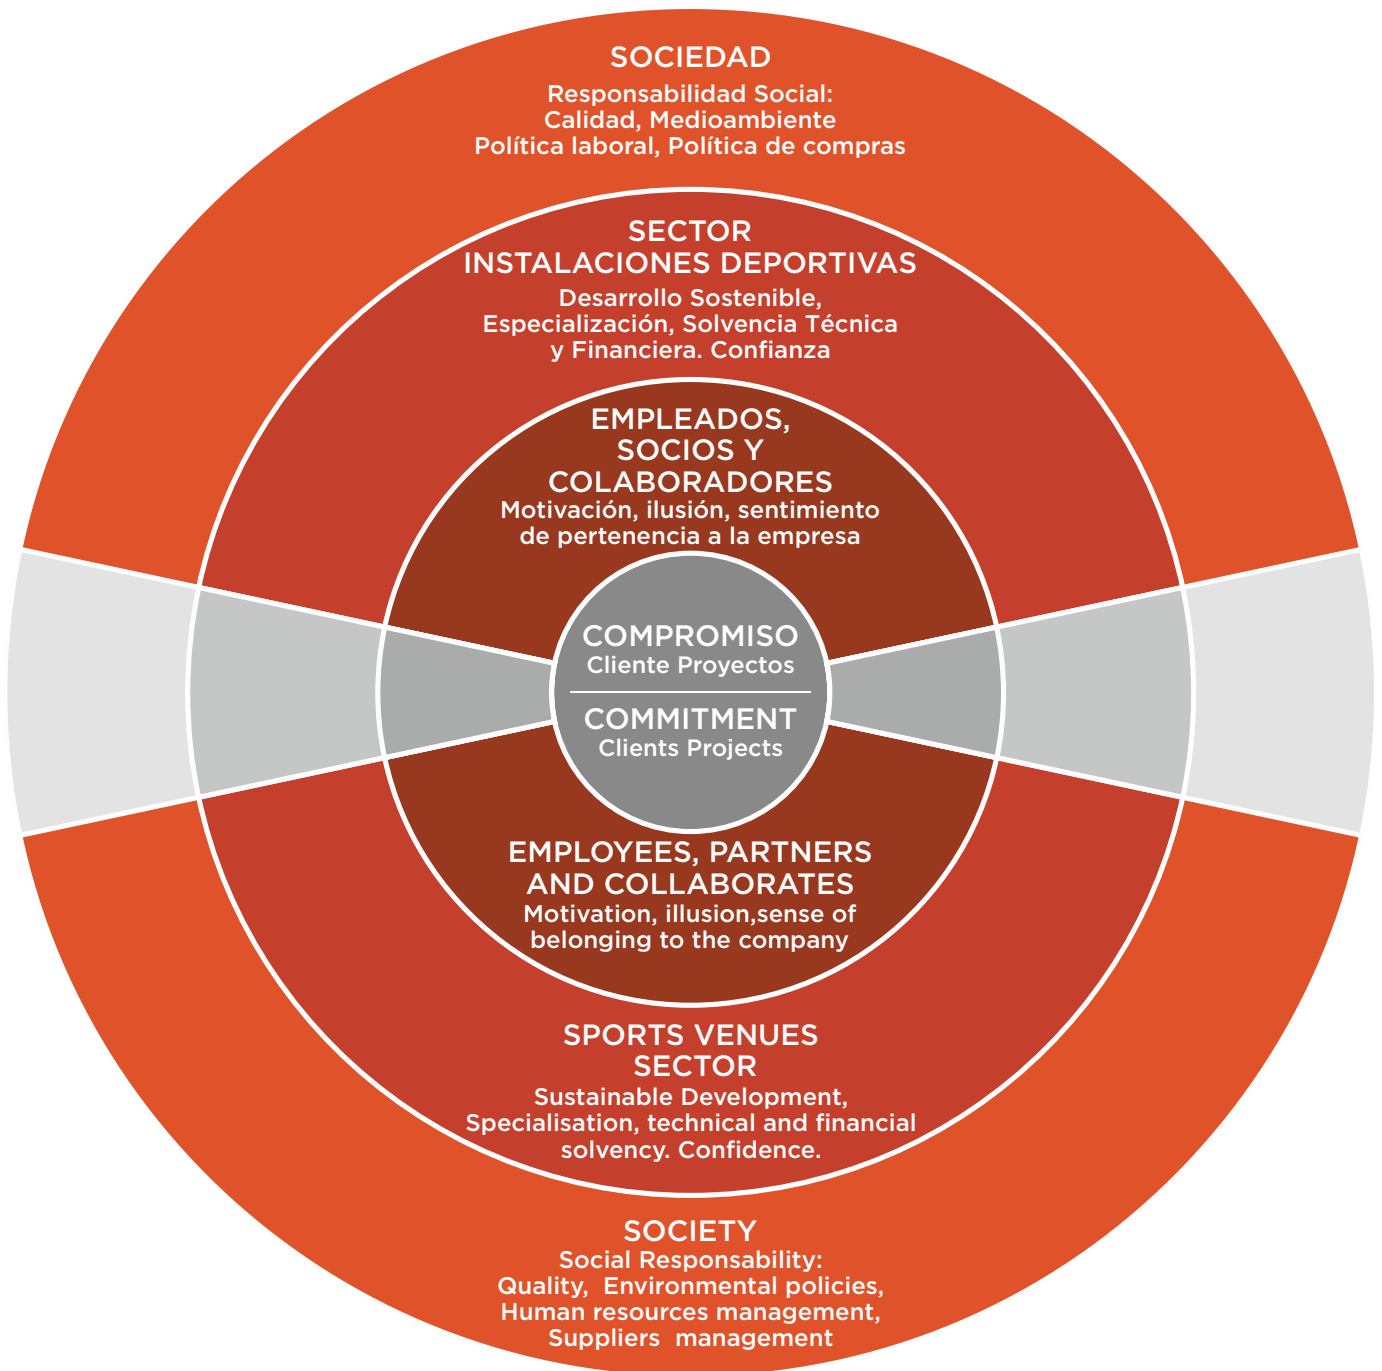 SOCIEDAD
Responsabilidad Social:
Calidad, Medioambiente
Política laboral, Política de compras
SECTOR
INSTALACIONES DEPORTIVAS
Desarrollo Sostenible,
Especialización, Solvencia Técnica
y Financiera. Confianza
EMPLEADOS,
SOCIOS Y
COLABORADORES
Motivación, ilusión, sentimiento
de pertenencia a la empresa
COMPROMISO
Cliente Proyectos
COMMITMENT
Clients Projects
EMPLOYEES, PARTNERS
AND COLLABORATES
Motivation, illusion,sense of
belonging to the company
SPORTS VENUES
SECTOR
Sustainable Development,
Specialisation, technical and financial
solvency. Confidence.
SOCIETY
Social Responsability:
Quality,  Environmental policies,
Human resources management,
Suppliers  management